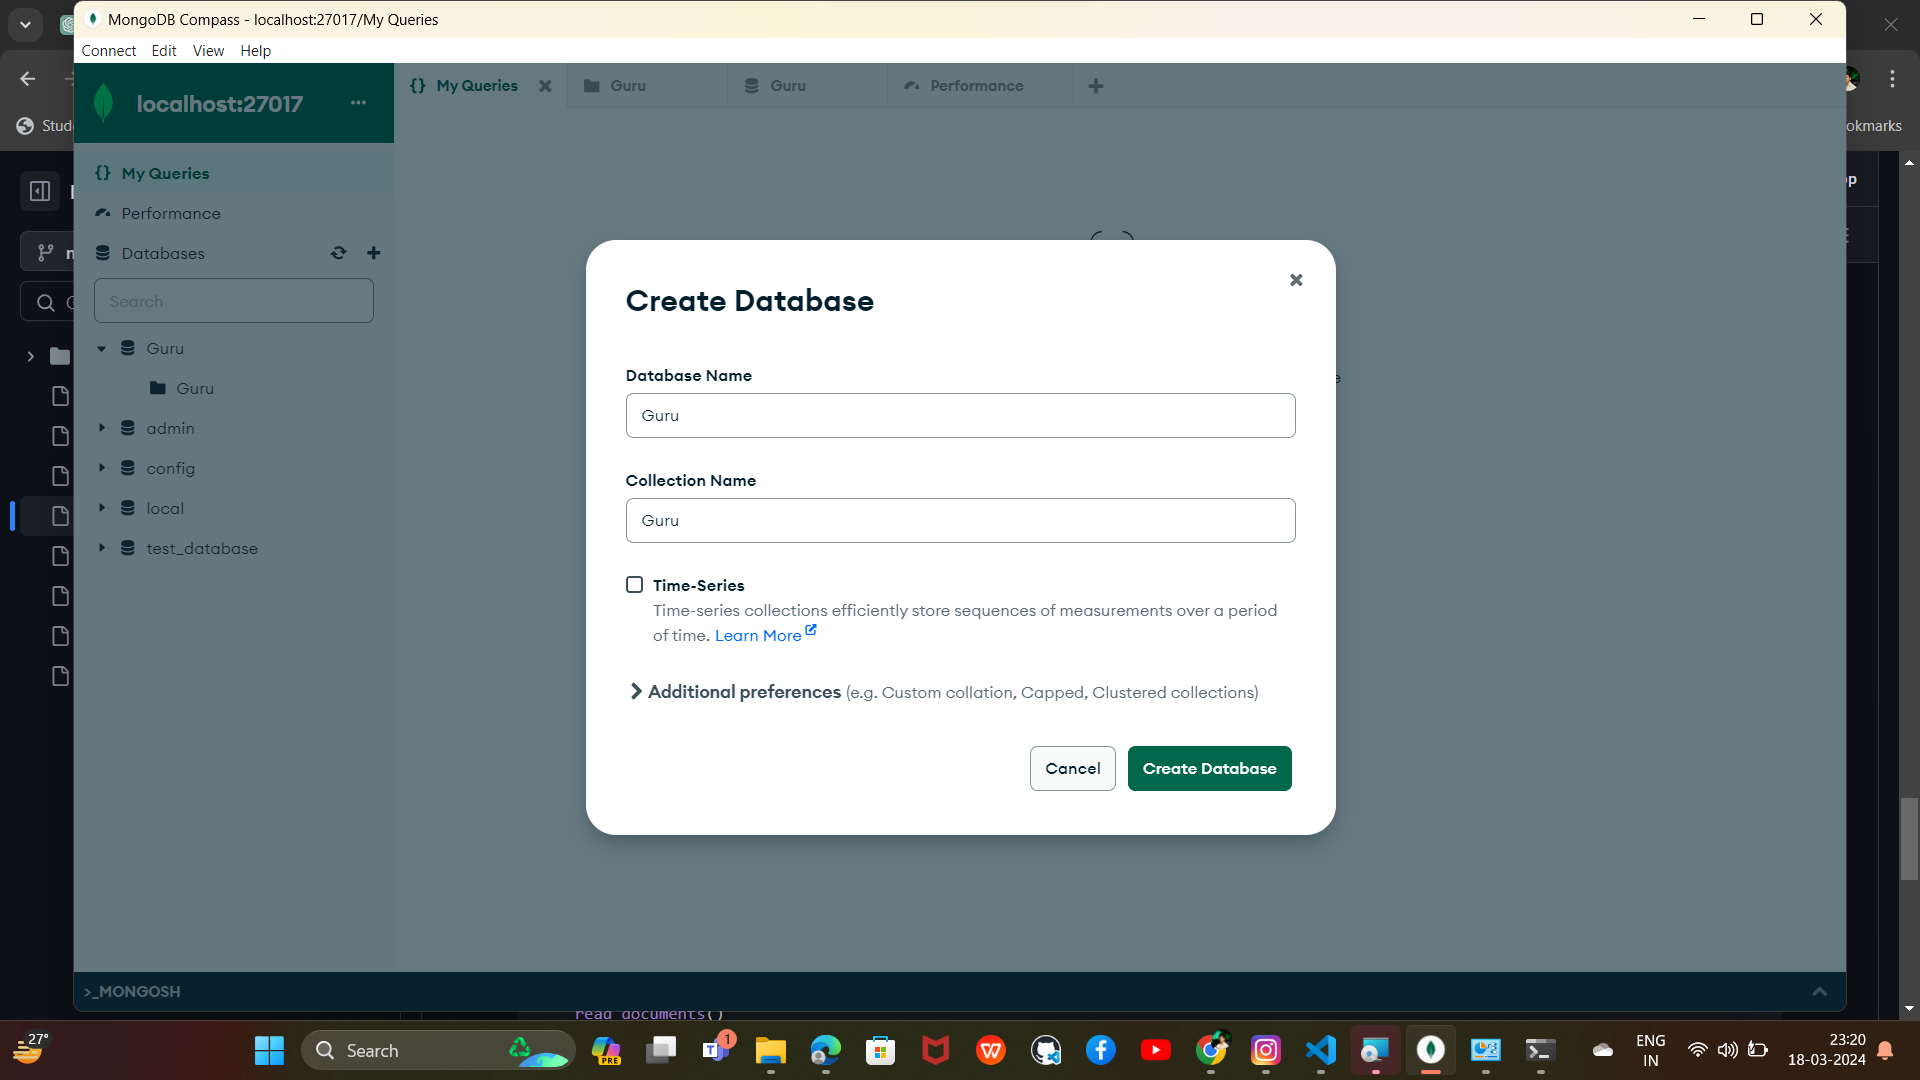 MongoDB Compass - localhost:27017/My Queries
Connect Edit View Help
localhost:27017 ...
{} My Queries
Guru
Guru
Performance
{} My Queries
Performance
Databases
Search
Guru
Guru
admin
config
local
test_database
okmarks
Create Database
Database Name
Guru
Collection Name
Guru
Time-Series
Time-series collections efficiently store sequences of measurements over a period
of time. Learn More
Additional preferences (e.g. Custom collation, Capped, Clustered collections)
Cancel
Create Database
>_MONGOSH
read_documents()
27°
Search
PRE
1
ENG
IN
23:20
18-03-2024